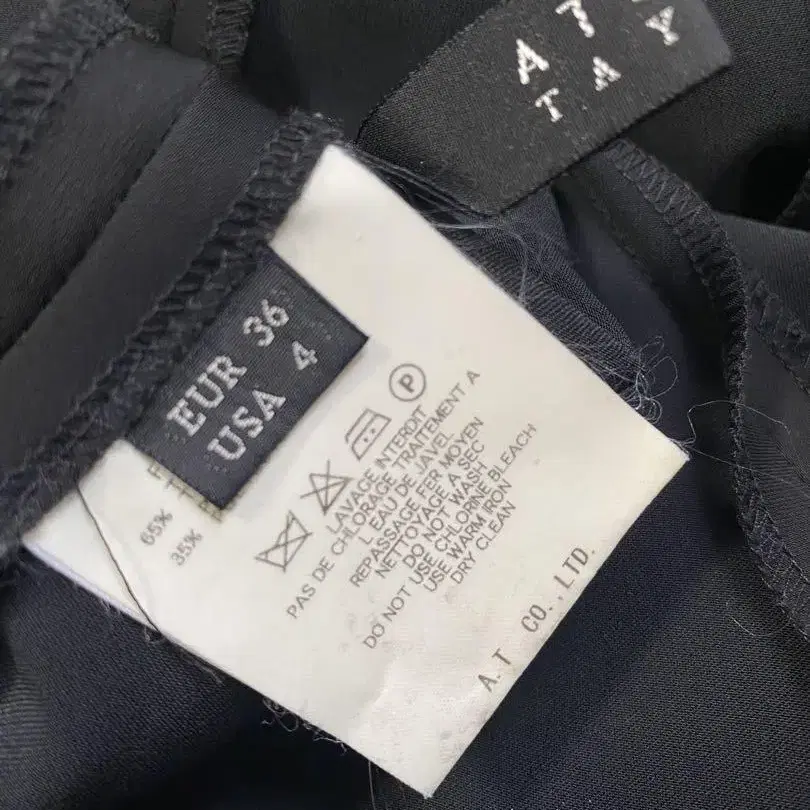 A T
T A Y
EUR 36
USA 4
65%
35%
P
LAVAGE INTERDIT
PAS DE CHLORAGE TRAITEMENT A
L EAU DE JAVEL
REPASSAGE FER MOYEN
NETTOYAGE A SEC
DO NOT WASH
DO NOT USE CHLORINE BLEACH
USE WARM IRON
DRY CLEAN
A.T CO.,LTD.